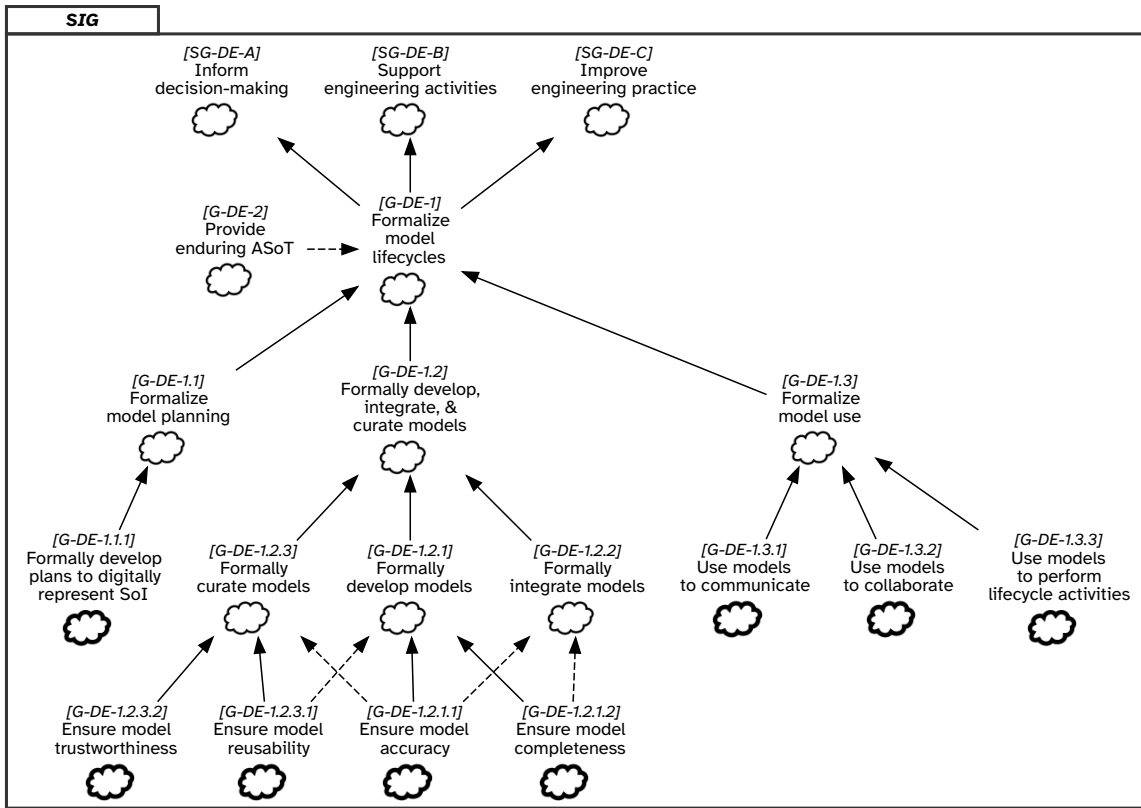 SIG
[SG-DE-A]
Inform
decision-making
[SG-DE-B]
Support
engineering activities
[SG-DE-C]
Improve
engineering practice
[G-DE-2]
Provide
enduring ASoT
[G-DE-1]
Formalize
model
lifecycles
[G-DE-1.1]
Formalize
model planning
[G-DE-1.2]
Formally develop,
integrate, &
curate models
[G-DE-1.3]
Formalize
model use
[G-DE-1.1.1]
Formally develop
plans to digitally
represent SoI
[G-DE-1.2.3]
Formally
curate models
[G-DE-1.2.1]
Formally
develop models
[G-DE-1.2.2]
Formally
integrate models
[G-DE-1.3.1]
Use models
to communicate
[G-DE-1.3.2]
Use models
to collaborate
[G-DE-1.3.3]
Use models
to perform
lifecycle activities
[G-DE-1.2.3.2]
Ensure model
trustworthiness
[G-DE-1.2.3.1]
Ensure model
reusability
[G-DE-1.2.1.1]
Ensure model
accuracy
[G-DE-1.2.1.2]
Ensure model
completeness